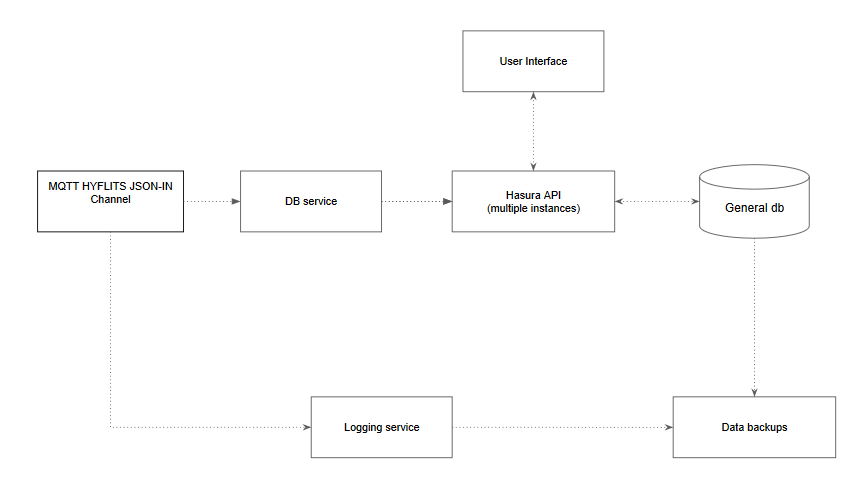 User Interface
MQTT HYFLITS JSON-IN
Channel
DB service
Hasura API
(multiple instances)
General db
Logging service
Data backups